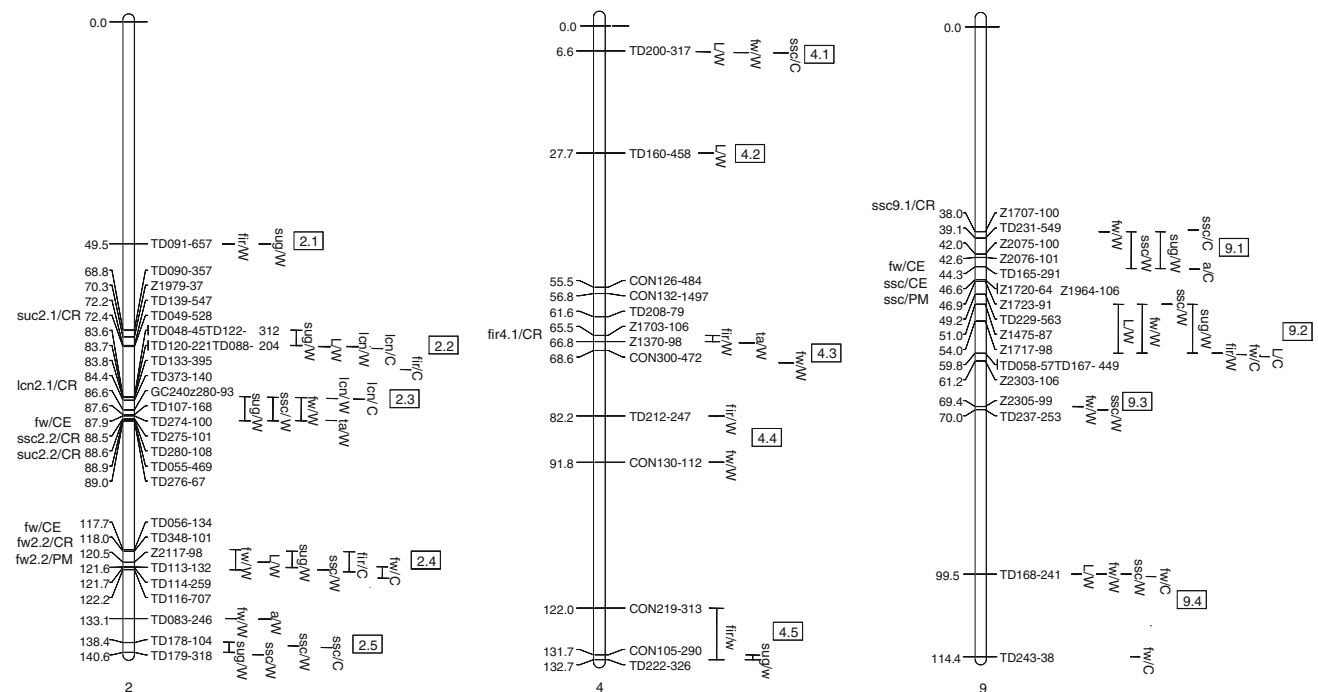 0.0
49.5 TD091-657 fir/W sug/W 2.1
68.8 TD090-357
70.3 Z1979-37
72.2 TD139-547
suc2.1/CR 72.4 TD049-528
83.6 TD048-45TD122- 312 sug/W L/W lcn/W lcn/C fir/C 2.2
83.7 TD120-221TD088- 204
83.8 TD133-395
84.4 TD373-140
lcn2.1/CR 86.6 GC240z280-93 sug/W ssc/W fw/W lcn/W lcn/C 2.3
87.6 TD107-168
fw/CE 87.9 TD274-100 ta/W
ssc2.2/CR 88.5 TD275-101
suc2.2/CR 88.6 TD280-108
88.9 TD055-469
89.0 TD276-67
fw/CE 117.7 TD056-134
fw2.2/CR 118.0 TD348-101
fw2.2/PM 120.5 Z2117-98 fw/W L/W sug/W ssc/W fir/C fw/C 2.4
121.6 TD113-132
121.7 TD114-259
122.2 TD116-707
133.1 TD083-246 fw/W a/W
138.4 TD178-104 sug/W ssc/W ssc/W ssc/C 2.5
140.6 TD179-318
2
0.0
6.6 TD200-317 L/W fw/W ssc/C 4.1
27.7 TD160-458 L/W 4.2
55.5 CON126-484
56.8 CON132-1497
61.6 TD208-79
65.5 Z1703-106
fir4.1/CR 66.8 Z1370-98 fir/W ta/W fw/W 4.3
68.6 CON300-472
82.2 TD212-247 fir/W
4.4
91.8 CON130-112 fw/W
122.0 CON219-313 fir/w 4.5
131.7 CON105-290 sug/w
132.7 TD222-326
4
0.0
ssc9.1/CR 38.0 Z1707-100
39.1 TD231-549 fw/W ssc/W sug/W ssc/C a/C 9.1
42.0 Z2075-100
42.6 Z2076-101
fw/CE 44.3 TD165-291
ssc/CE 46.6 Z1720-64 Z1964-106
ssc/PM 46.9 Z1723-91 ssc/W
49.2 TD229-563 L/W fw/W sug/W 9.2
51.0 Z1475-87
54.0 Z1717-98 fir/W fw/C L/C
59.8 TD058-57TD167- 449
61.2 Z2303-106
69.4 Z2305-99 fw/W ssc/W 9.3
70.0 TD237-253
99.5 TD168-241 L/W fw/W ssc/W fw/C
9.4
114.4 TD243-38 fw/C
9